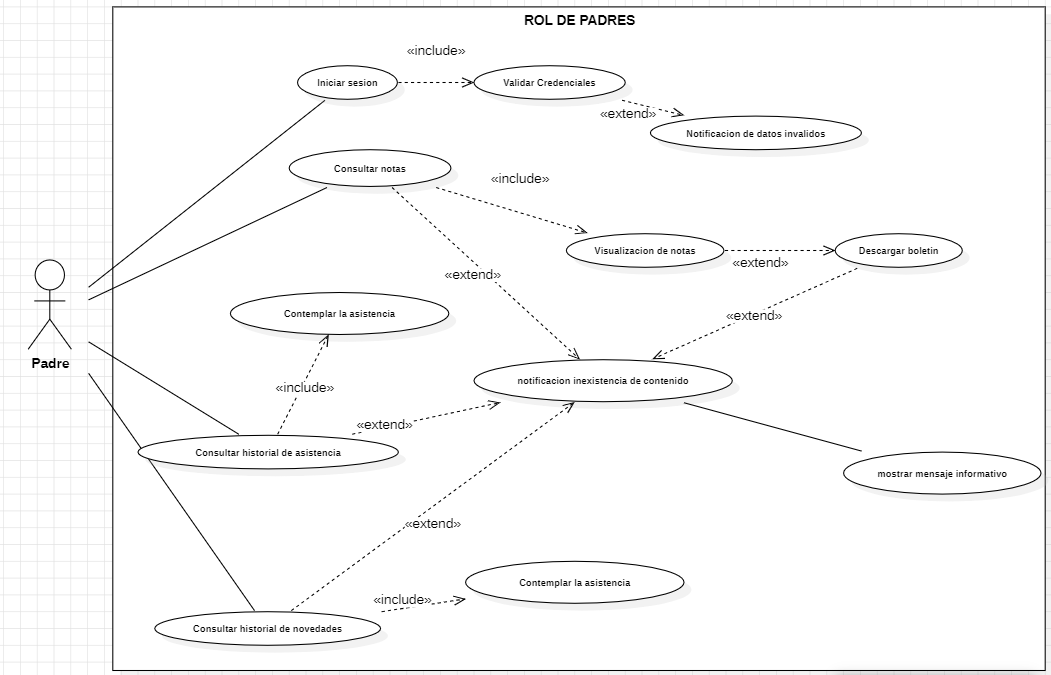 ROL DE PADRES
«include»
Iniciar sesion
Validar Credenciales
«extend»
Notificacion de datos invalidos
Consultar notas
«include»
Visualizacion de notas
Descargar boletin
«extend»
«extend»
Contemplar la asistencia
«extend»
Padre
notificacion inexistencia de contenido
«include»
«extend»
Consultar historial de asistencia
mostrar mensaje informativo
«extend»
Contemplar la asistencia
«include»
Consultar historial de novedades